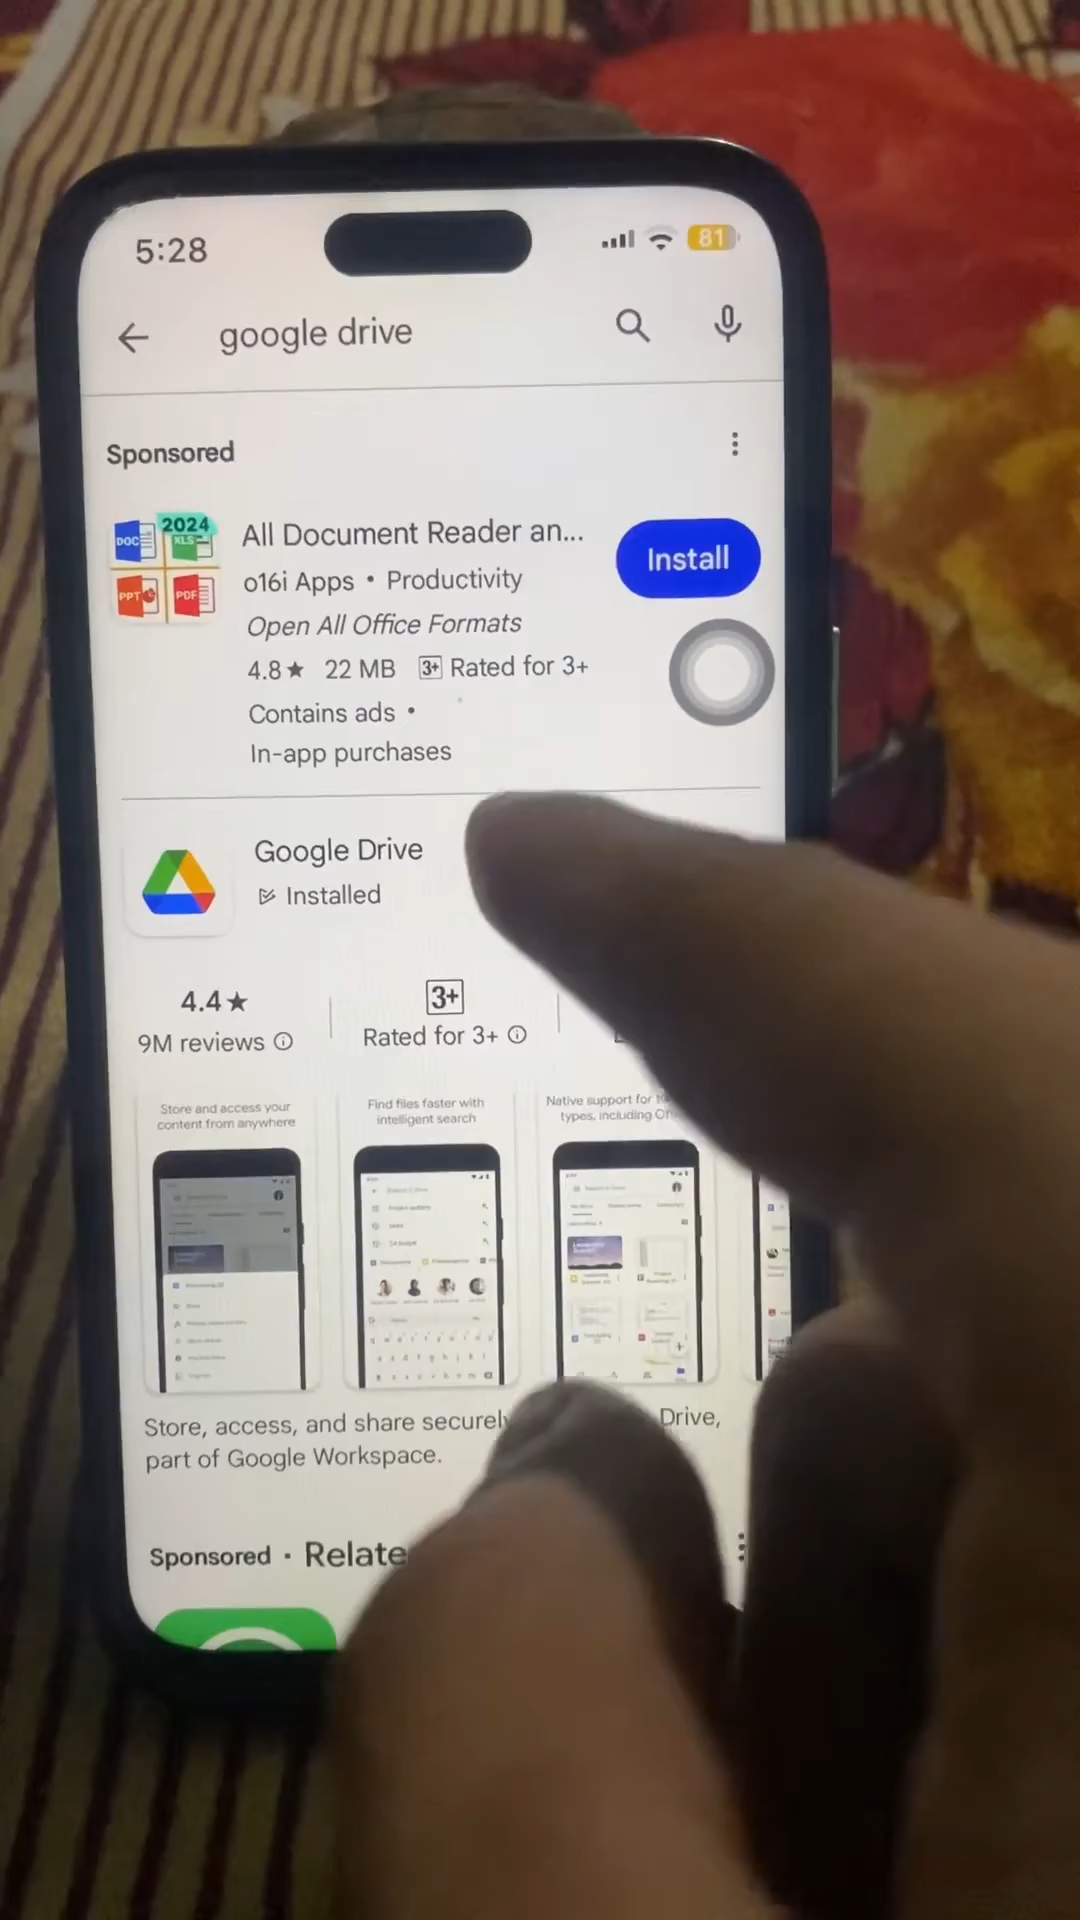 5:28
81
google drive
Sponsored
2024
DOC
XLS
PPT
PDF
All Document Reader an...
Install
o16i Apps • Productivity
Open All Office Formats
4.8★ 22 MB 3+ Rated for 3+
Contains ads •
In-app purchases
Google Drive
Installed
4.4★
9M reviews
3+
Rated for 3+
Store and access your
content from anywhere
Find files faster with
intelligent search
Native support for
types, including
Store, access, and share securely
Drive,
part of Google Workspace.
Sponsored •